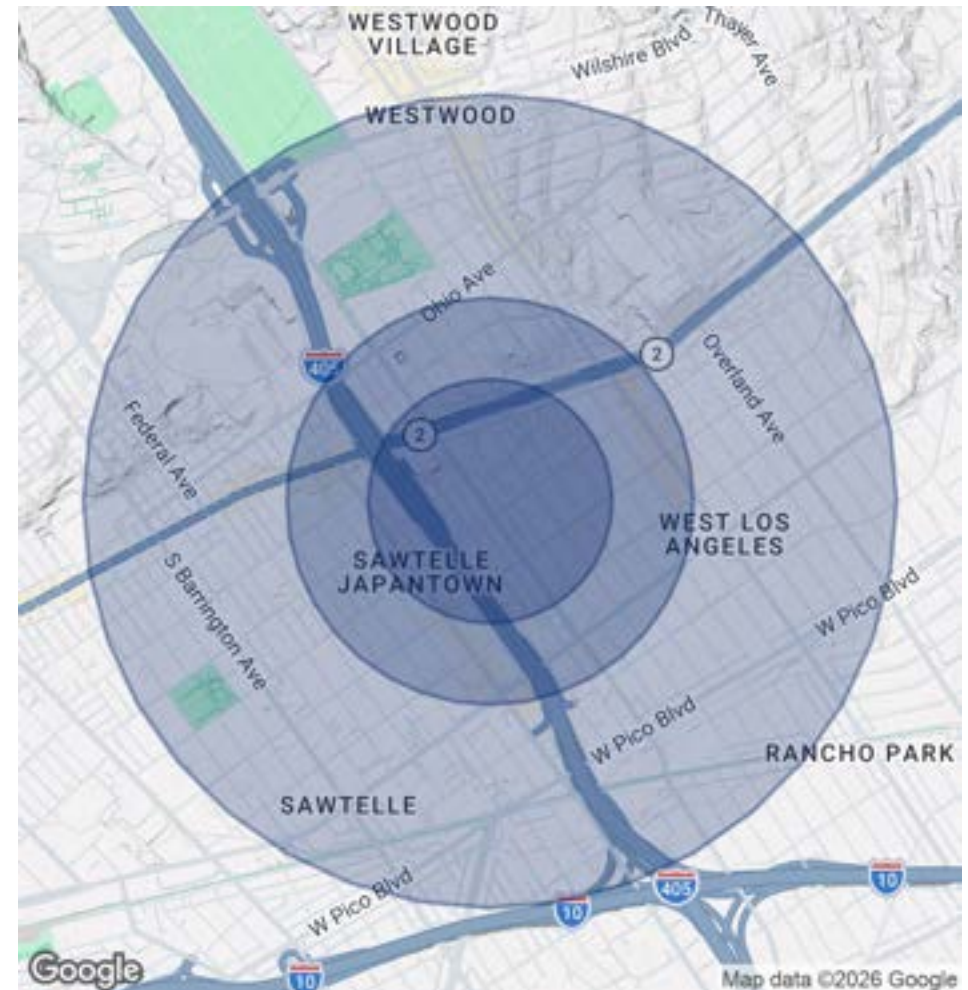 WESTWOOD
VILLAGE
Thayer Ave
Wilshire Blvd
WESTWOOD
Ohio Ave
2
405
Overland Ave
Federal Ave
2
WEST LOS
ANGELES
SAWTELLE
JAPANTOWN
S Barrington Ave
W Pico Blvd
W Pico Blvd
RANCHO PARK
SAWTELLE
W Pico Blvd
10
405
10
10
Google
Map data ©2026 Google